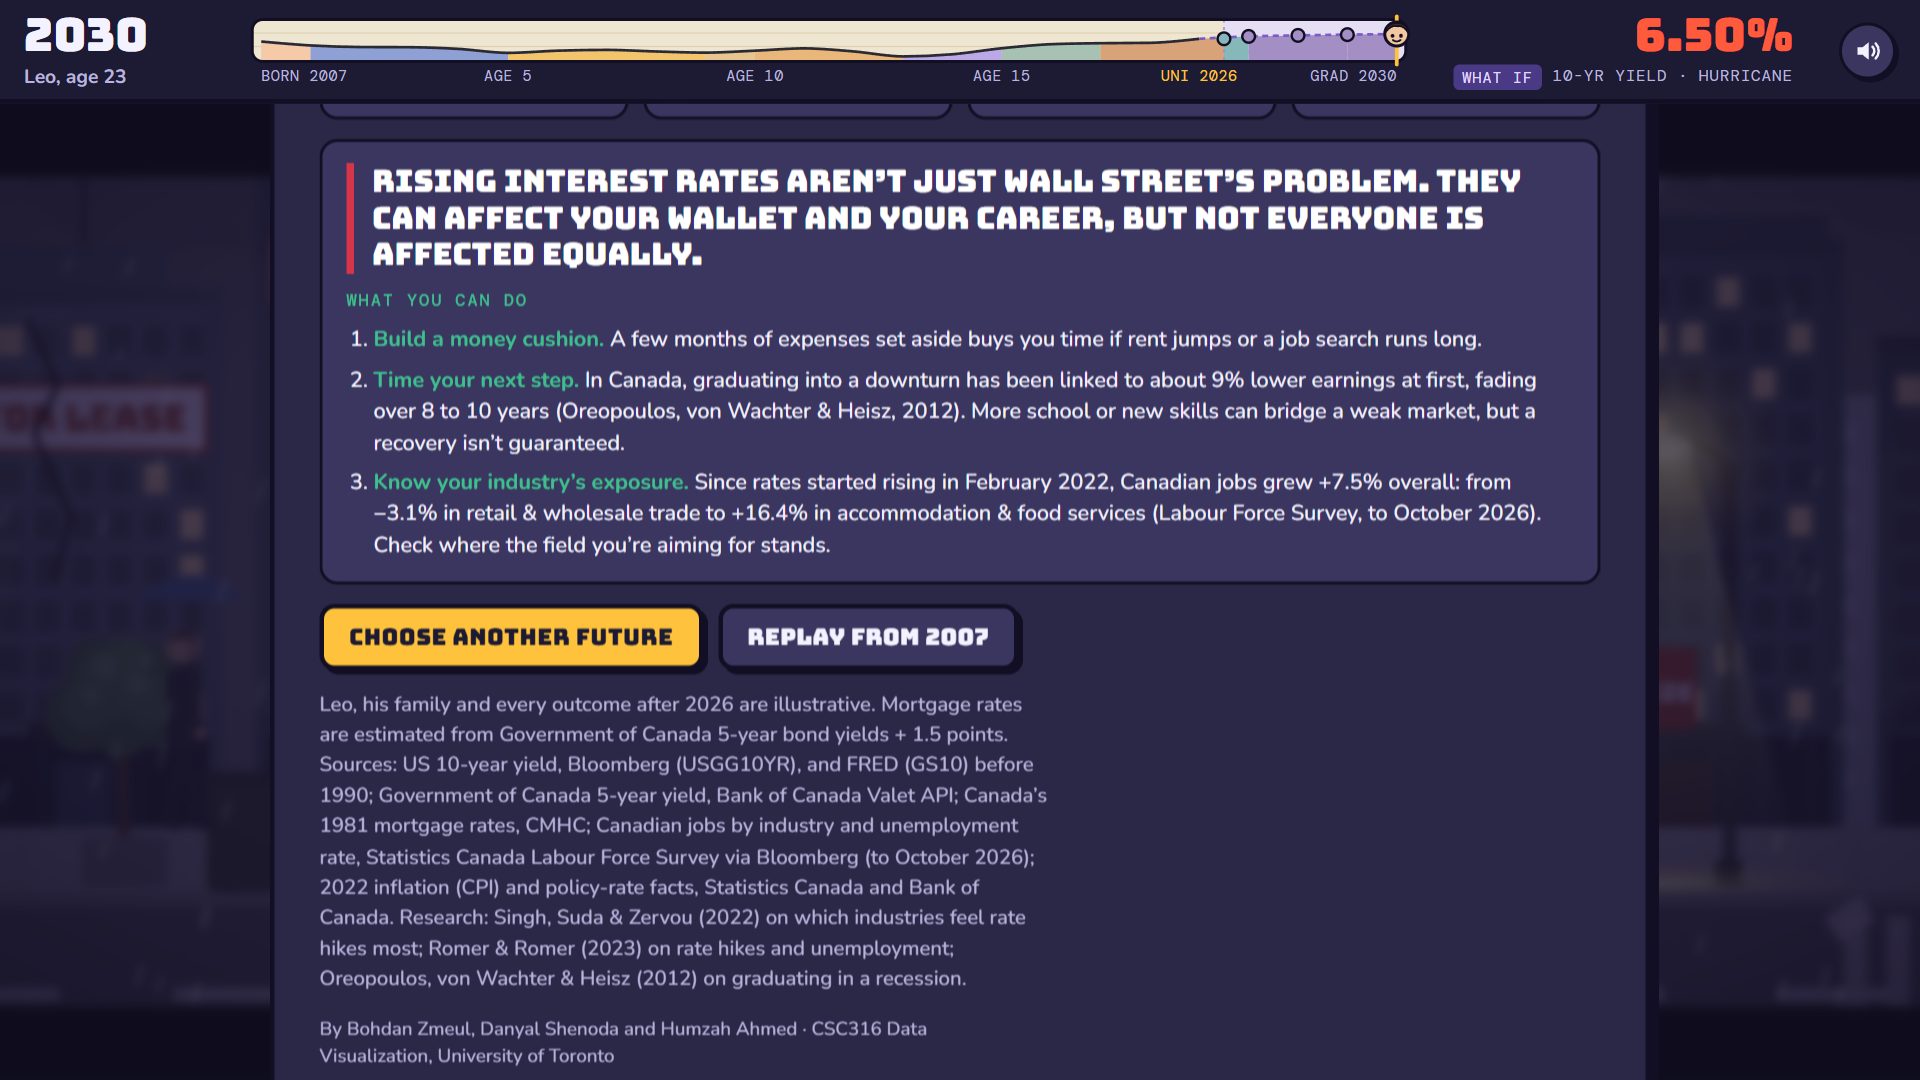 2030
Leo, age 23
BORN 2007
AGE 5
AGE 10
AGE 15
UNI 2026
GRAD 2030
6.50%
WHAT IF 10-YR YIELD · HURRICANE
RISING INTEREST RATES AREN’T JUST WALL STREET’S PROBLEM. THEY
CAN AFFECT YOUR WALLET AND YOUR CAREER, BUT NOT EVERYONE IS
AFFECTED EQUALLY.
WHAT YOU CAN DO
1. Build a money cushion. A few months of expenses set aside buys you time if rent jumps or a job search runs long.
2. Time your next step. In Canada, graduating into a downturn has been linked to about 9% lower earnings at first, fading
over 8 to 10 years (Oreopoulos, von Wachter & Heisz, 2012). More school or new skills can bridge a weak market, but a
recovery isn’t guaranteed.
3. Know your industry’s exposure. Since rates started rising in February 2022, Canadian jobs grew +7.5% overall: from
−3.1% in retail & wholesale trade to +16.4% in accommodation & food services (Labour Force Survey, to October 2026).
Check where the field you’re aiming for stands.
CHOOSE ANOTHER FUTURE
REPLAY FROM 2007
Leo, his family and every outcome after 2026 are illustrative. Mortgage rates
are estimated from Government of Canada 5-year bond yields + 1.5 points.
Sources: US 10-year yield, Bloomberg (USGG10YR), and FRED (GS10) before
1990; Government of Canada 5-year yield, Bank of Canada Valet API; Canada’s
1981 mortgage rates, CMHC; Canadian jobs by industry and unemployment
rate, Statistics Canada Labour Force Survey via Bloomberg (to October 2026);
2022 inflation (CPI) and policy-rate facts, Statistics Canada and Bank of
Canada. Research: Singh, Suda & Zervou (2022) on which industries feel rate
hikes most; Romer & Romer (2023) on rate hikes and unemployment;
Oreopoulos, von Wachter & Heisz (2012) on graduating in a recession.
By Bohdan Zmeul, Danyal Shenoda and Humzah Ahmed · CSC316 Data
Visualization, University of Toronto
LEASE